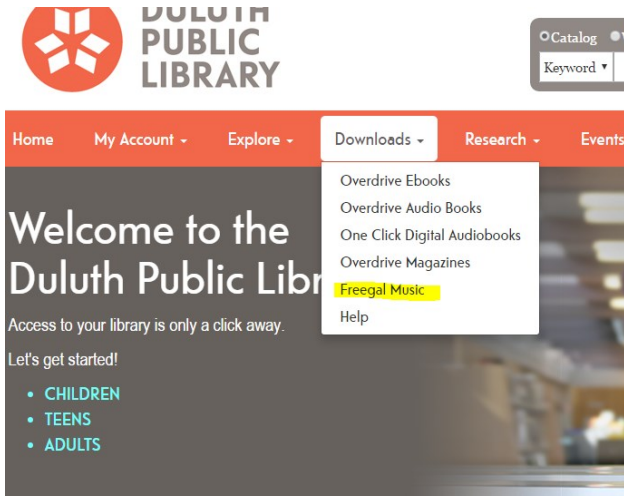 DULUTH
PUBLIC
LIBRARY
Catalog
Keyword
Home My Account Explore Downloads Research Events
Overdrive Ebooks
Overdrive Audio Books
One Click Digital Audiobooks
Overdrive Magazines
Freegal Music
Help
Welcome to the
Duluth Public
Access to your library is only a click away.
Let's get started!
CHILDREN
TEENS
ADULTS